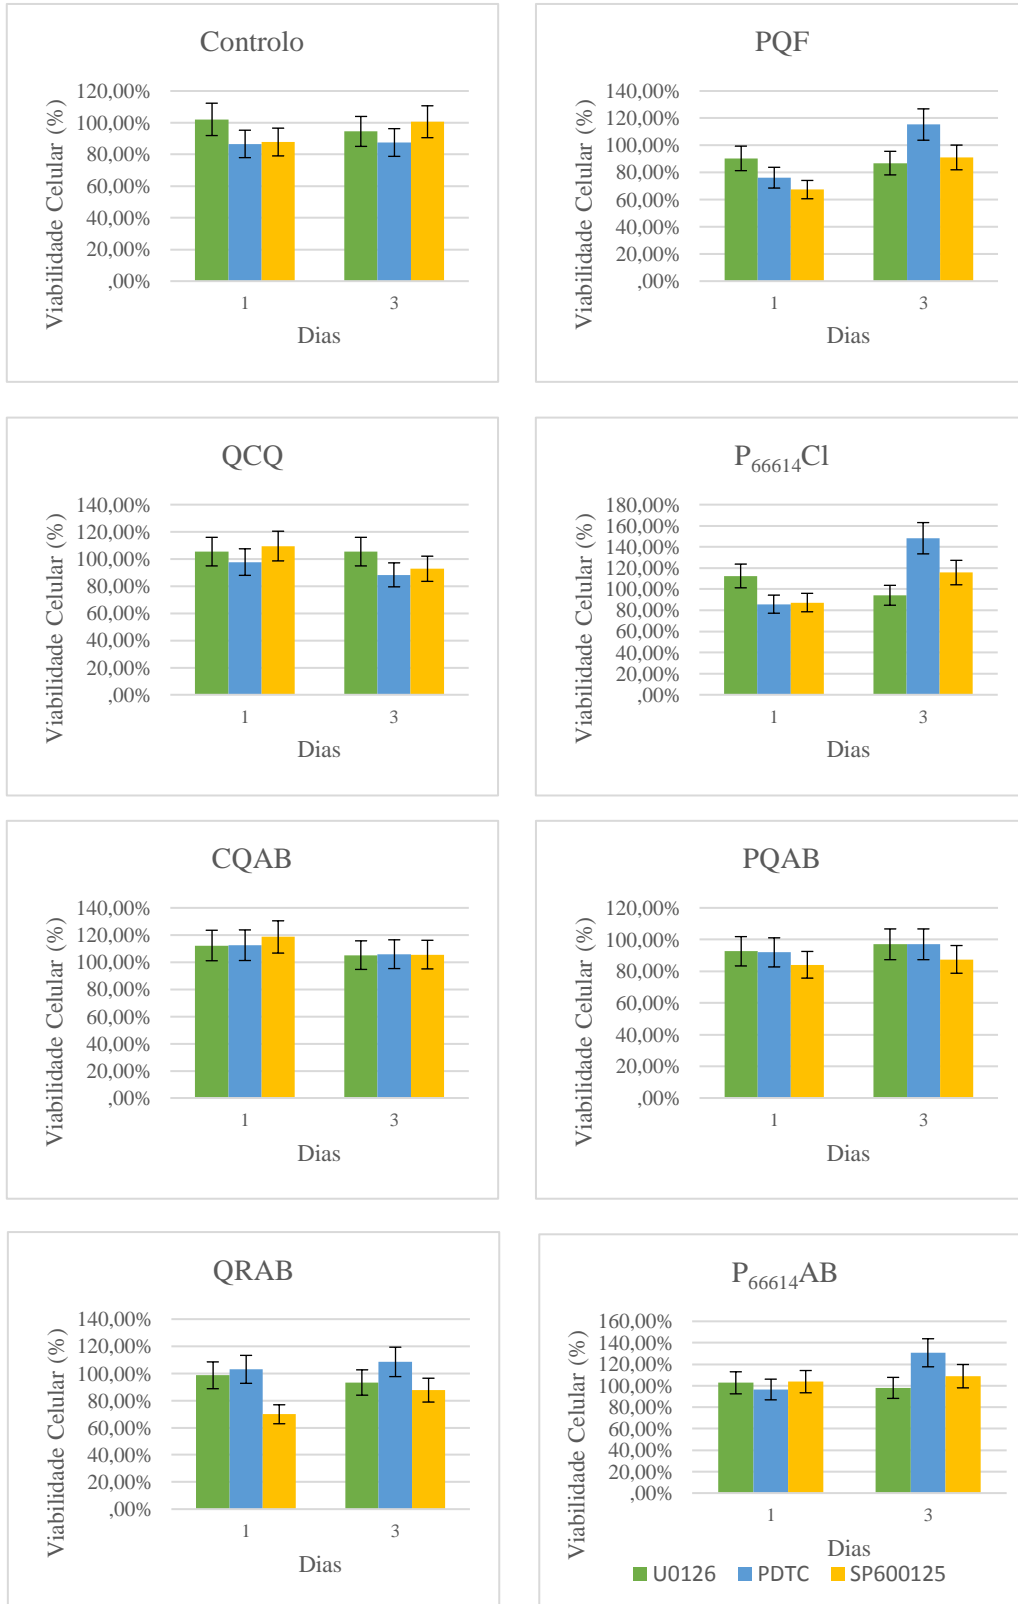 Controlo
Viabilidade Celular (%)
120,00%
100,00%
80,00%
60,00%
40,00%
20,00%
,00%
1 3
Dias
PQF
Viabilidade Celular (%)
140,00%
120,00%
100,00%
80,00%
60,00%
40,00%
20,00%
,00%
1 3
Dias
QCQ
Viabilidade Celular (%)
140,00%
120,00%
100,00%
80,00%
60,00%
40,00%
20,00%
,00%
1 3
Dias
P₆₆₆₁₄Cl
Viabilidade Celular (%)
180,00%
160,00%
140,00%
120,00%
100,00%
80,00%
60,00%
40,00%
20,00%
,00%
1 3
Dias
CQAB
Viabilidade Celular (%)
140,00%
120,00%
100,00%
80,00%
60,00%
40,00%
20,00%
,00%
1 3
Dias
PQAB
Viabilidade Celular (%)
120,00%
100,00%
80,00%
60,00%
40,00%
20,00%
,00%
1 3
Dias
QRAB
Viabilidade Celular (%)
140,00%
120,00%
100,00%
80,00%
60,00%
40,00%
20,00%
,00%
1 3
Dias
P₆₆₆₁₄AB
Viabilidade Celular (%)
160,00%
140,00%
120,00%
100,00%
80,00%
60,00%
40,00%
20,00%
,00%
1 3
Dias
U0126 PDTC SP600125